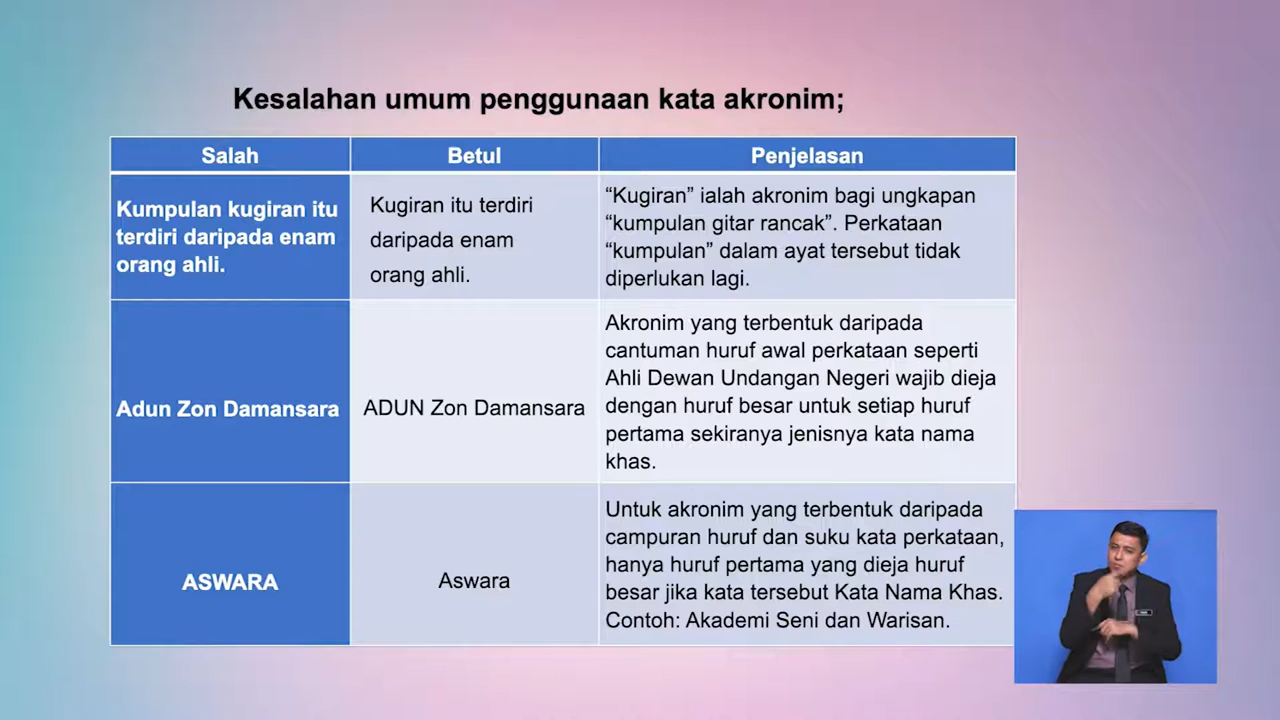 Kesalahan umum penggunaan kata akronim;
Salah
Betul
Penjelasan
Kumpulan kugiran itu
terdiri daripada enam
orang ahli.
Kugiran itu terdiri
daripada enam
orang ahli.
“Kugiran” ialah akronim bagi ungkapan
“kumpulan gitar rancak”. Perkataan
“kumpulan” dalam ayat tersebut tidak
diperlukan lagi.
Adun Zon Damansara
ADUN Zon Damansara
Akronim yang terbentuk daripada
cantuman huruf awal perkataan seperti
Ahli Dewan Undangan Negeri wajib dieja
dengan huruf besar untuk setiap huruf
pertama sekiranya jenisnya kata nama
khas.
ASWARA
Aswara
Untuk akronim yang terbentuk daripada
campuran huruf dan suku kata perkataan,
hanya huruf pertama yang dieja huruf
besar jika kata tersebut Kata Nama Khas.
Contoh: Akademi Seni dan Warisan.